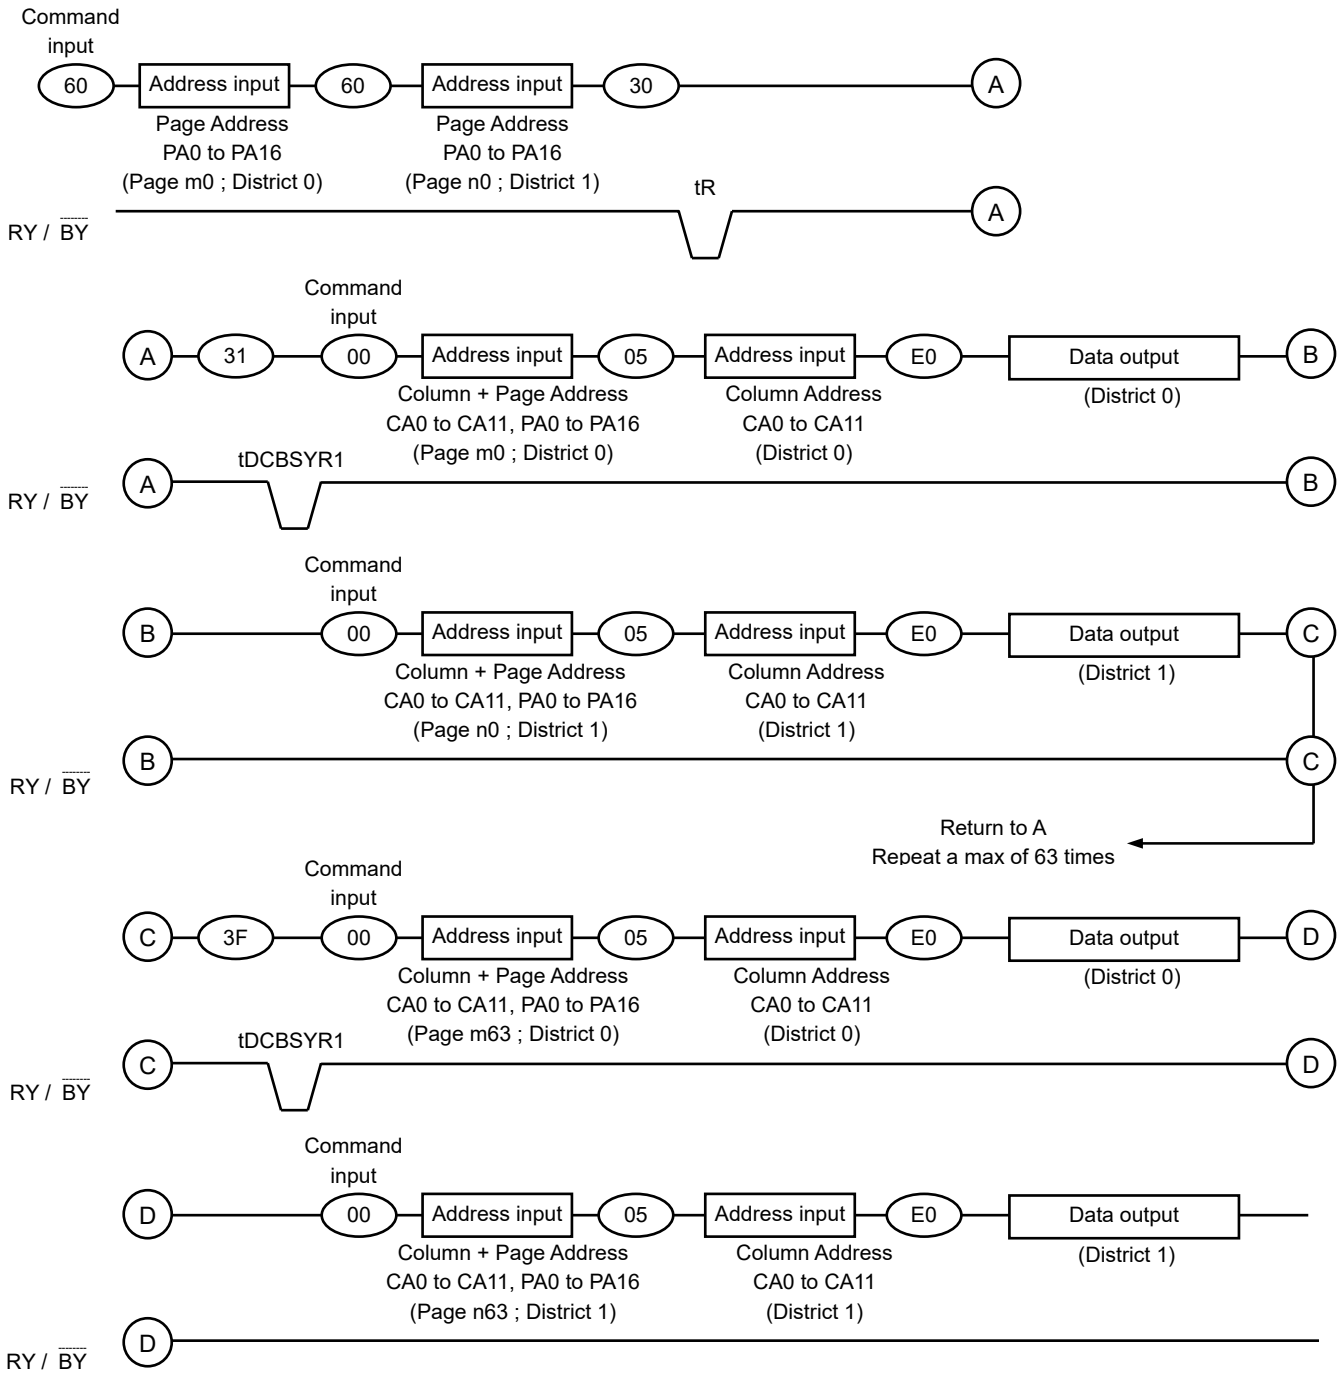 Command
input
60
Address input
60
Address input
30
A
Page Address
PA0 to PA16
(Page m0 ; District 0)
Page Address
PA0 to PA16
(Page n0 ; District 1)
tR
RY / BY
A
Command
input
A
31
00
Address input
05
Address input
E0
Data output
B
Column + Page Address
CA0 to CA11, PA0 to PA16
(Page m0 ; District 0)
Column Address
CA0 to CA11
(District 0)
(District 0)
tDCBSYR1
RY / BY
A
B
Command
input
B
00
Address input
05
Address input
E0
Data output
C
Column + Page Address
CA0 to CA11, PA0 to PA16
(Page n0 ; District 1)
Column Address
CA0 to CA11
(District 1)
(District 1)
RY / BY
B
C
Return to A
Repeat a max of 63 times
Command
input
C
3F
00
Address input
05
Address input
E0
Data output
D
Column + Page Address
CA0 to CA11, PA0 to PA16
(Page m63 ; District 0)
Column Address
CA0 to CA11
(District 0)
(District 0)
tDCBSYR1
RY / BY
C
D
Command
input
D
00
Address input
05
Address input
E0
Data output
Column + Page Address
CA0 to CA11, PA0 to PA16
(Page n63 ; District 1)
Column Address
CA0 to CA11
(District 1)
(District 1)
RY / BY
D